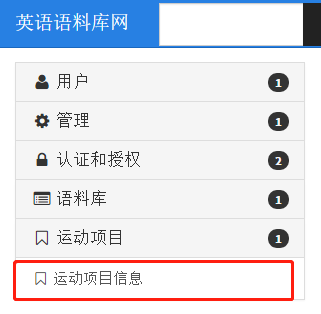 英语语料库网
用户 1
管理 1
认证和授权 2
语料库 1
运动项目 1
运动项目信息